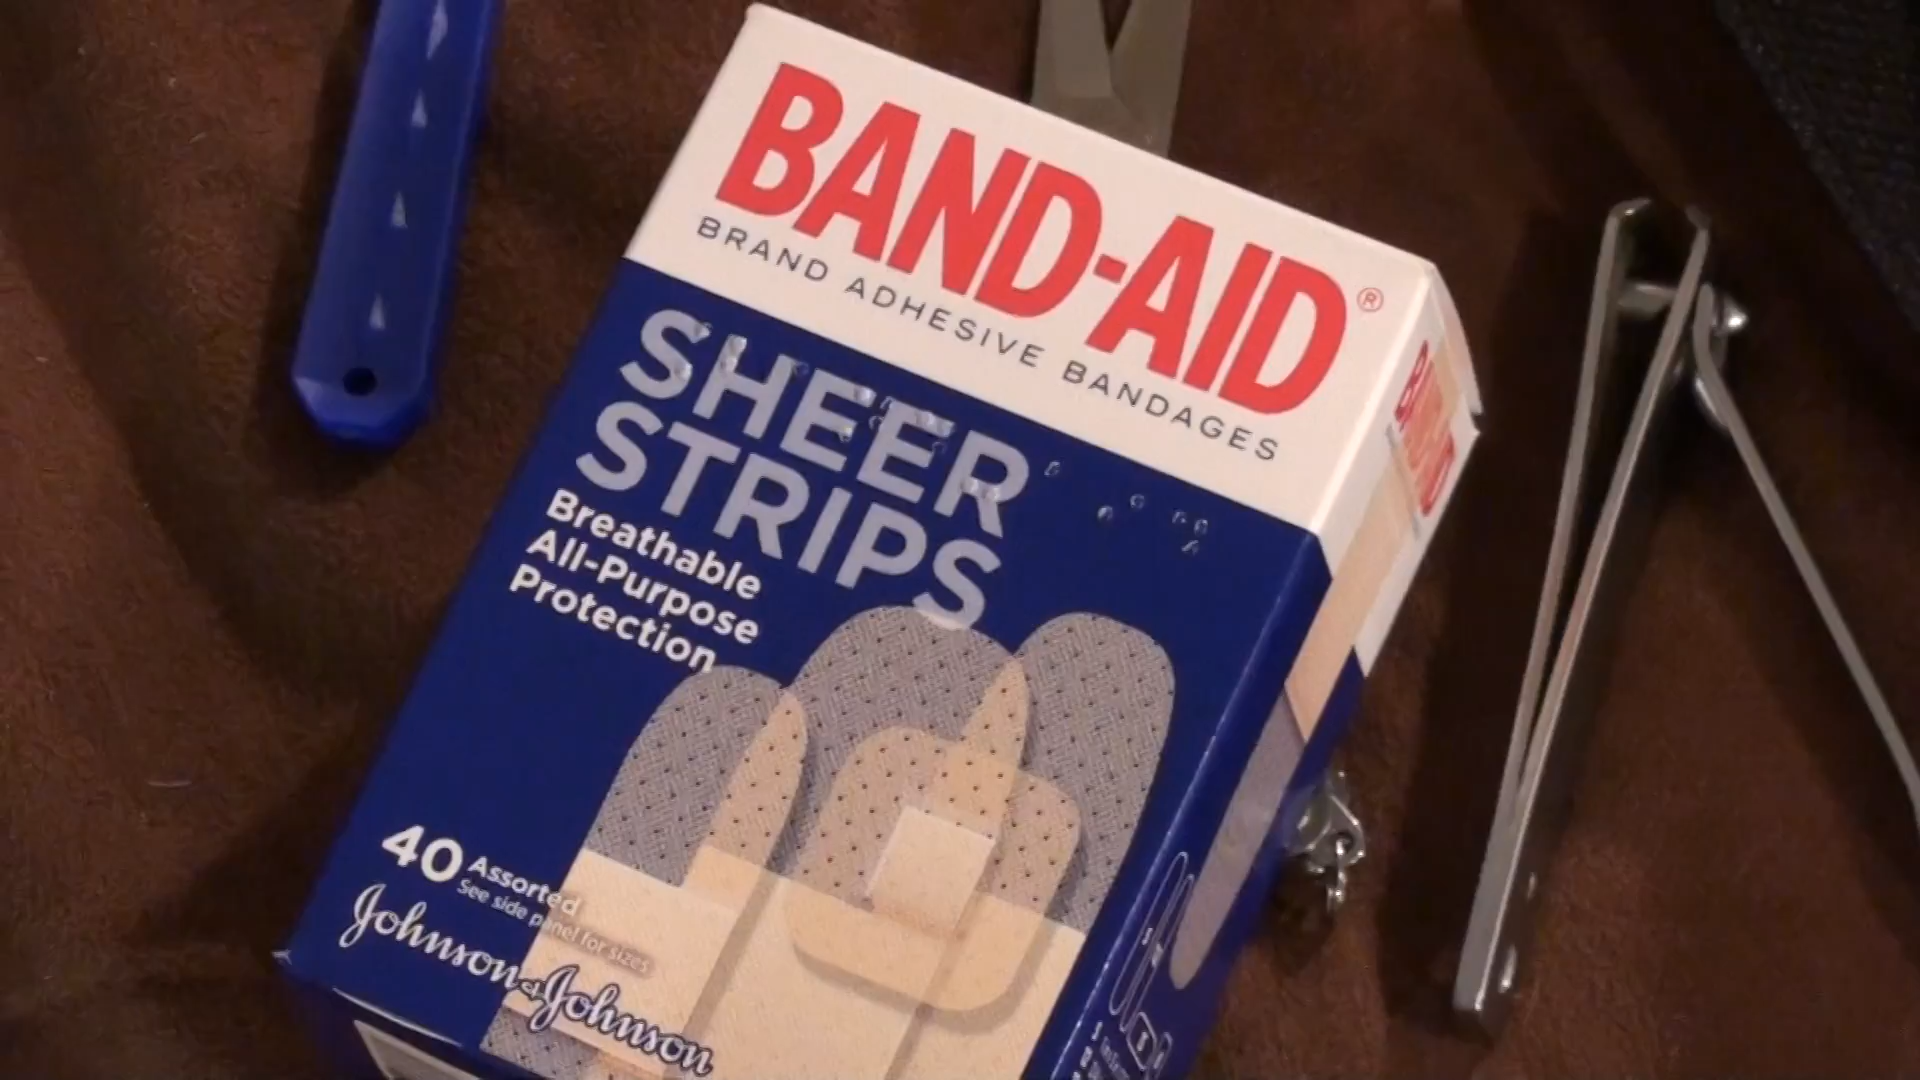 BAND-AID®
BRAND ADHESIVE BANDAGES
SHEER
STRIPS
Breathable
All-Purpose
Protection
40 Assorted
See side panel for sizes
Johnson & Johnson